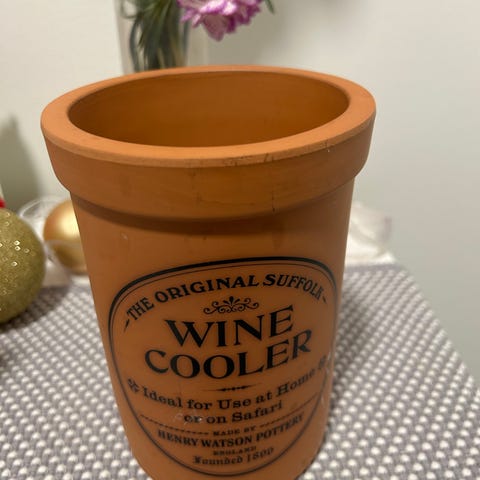 THE ORIGINAL SUFFOLK
WINE
COOLER
Ideal for Use at Home
or on Safari
MADE BY
HENRY WATSON POTTERY
ENGLAND
Founded 1800